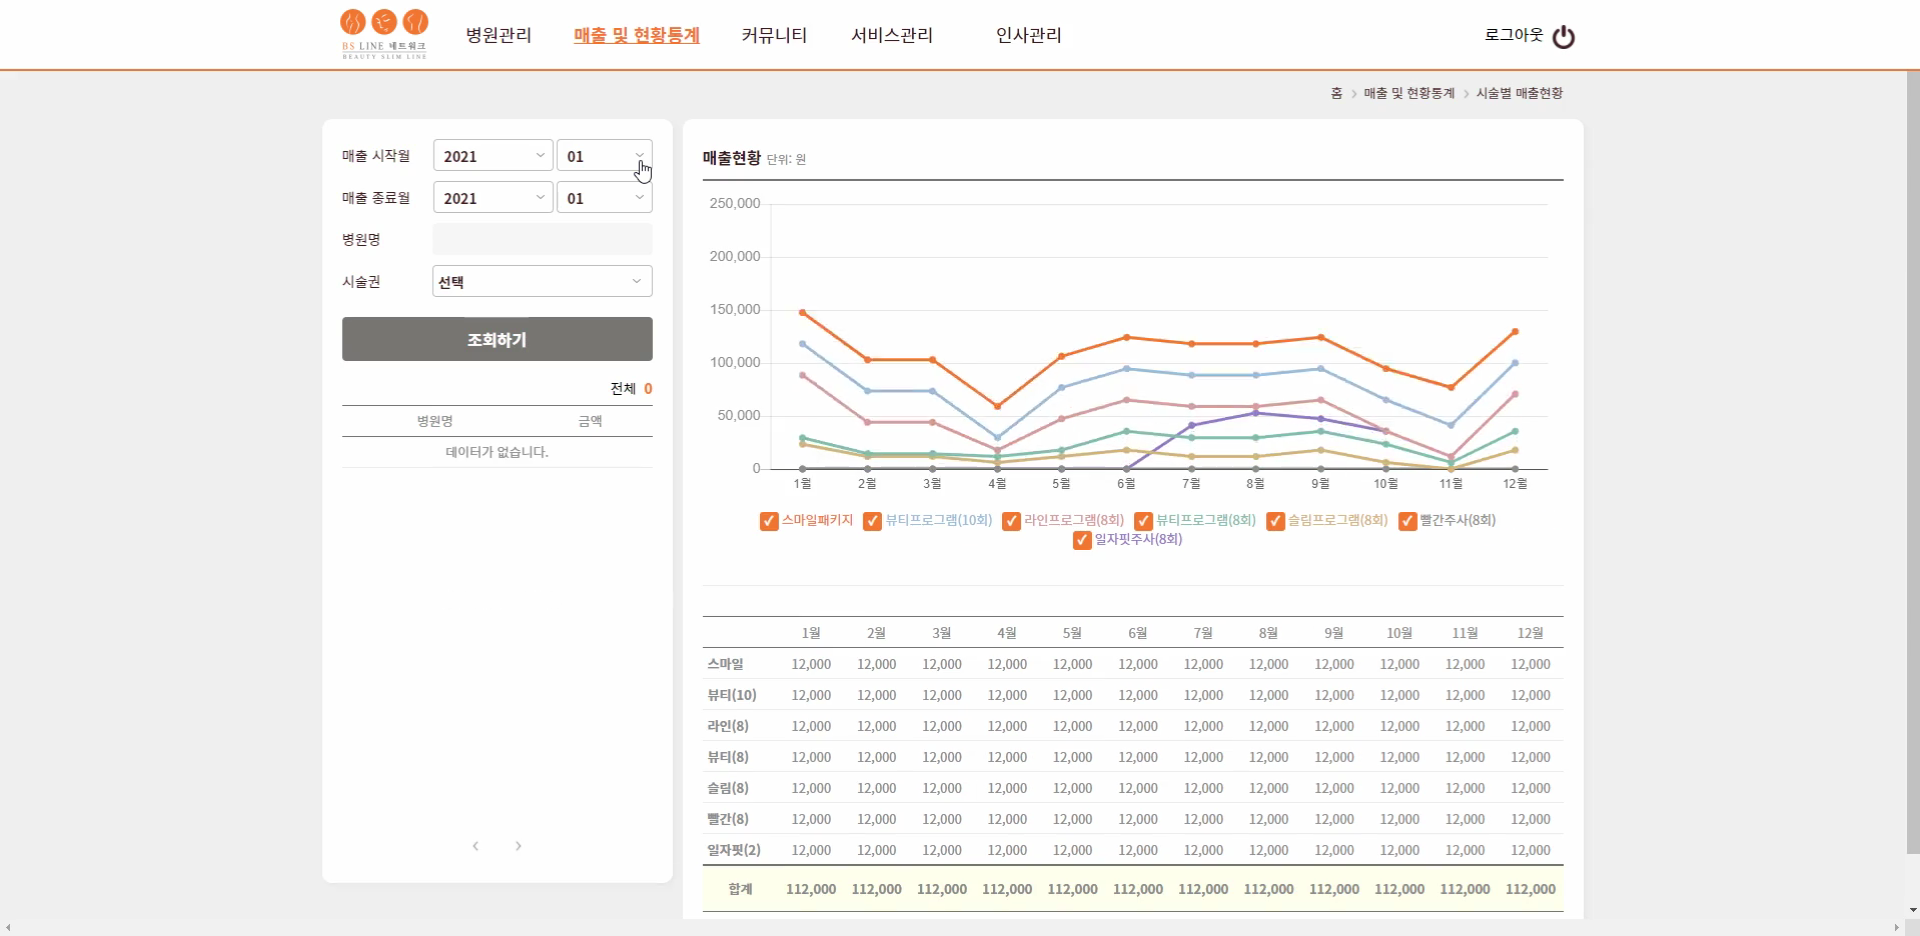 BS LINE 네트워크
BEAUTY SLIM LINE
병원관리 매출 및 현황통계 커뮤니티 서비스관리 인사관리 로그아웃
홈 > 매출 및 현황통계 > 시술별 매출현황
매출 시작월 2021 01
매출 종료월 2021 01
병원명
시술권 선택
조회하기
전체 0
병원명 금액
데이터가 없습니다.
매출현황 단위: 원
250,000
200,000
150,000
100,000
50,000
0
1월 2월 3월 4월 5월 6월 7월 8월 9월 10월 11월 12월
스마일패키지 뷰티프로그램(10회) 라인프로그램(8회) 뷰티프로그램(8회) 슬림프로그램(8회) 빨간주사(8회)
일자핏주사(8회)
1월 2월 3월 4월 5월 6월 7월 8월 9월 10월 11월 12월
스마일 12,000 12,000 12,000 12,000 12,000 12,000 12,000 12,000 12,000 12,000 12,000 12,000
뷰티(10) 12,000 12,000 12,000 12,000 12,000 12,000 12,000 12,000 12,000 12,000 12,000 12,000
라인(8) 12,000 12,000 12,000 12,000 12,000 12,000 12,000 12,000 12,000 12,000 12,000 12,000
뷰티(8) 12,000 12,000 12,000 12,000 12,000 12,000 12,000 12,000 12,000 12,000 12,000 12,000
슬림(8) 12,000 12,000 12,000 12,000 12,000 12,000 12,000 12,000 12,000 12,000 12,000 12,000
빨간(8) 12,000 12,000 12,000 12,000 12,000 12,000 12,000 12,000 12,000 12,000 12,000 12,000
일자핏(2) 12,000 12,000 12,000 12,000 12,000 12,000 12,000 12,000 12,000 12,000 12,000 12,000
합계 112,000 112,000 112,000 112,000 112,000 112,000 112,000 112,000 112,000 112,000 112,000 112,000